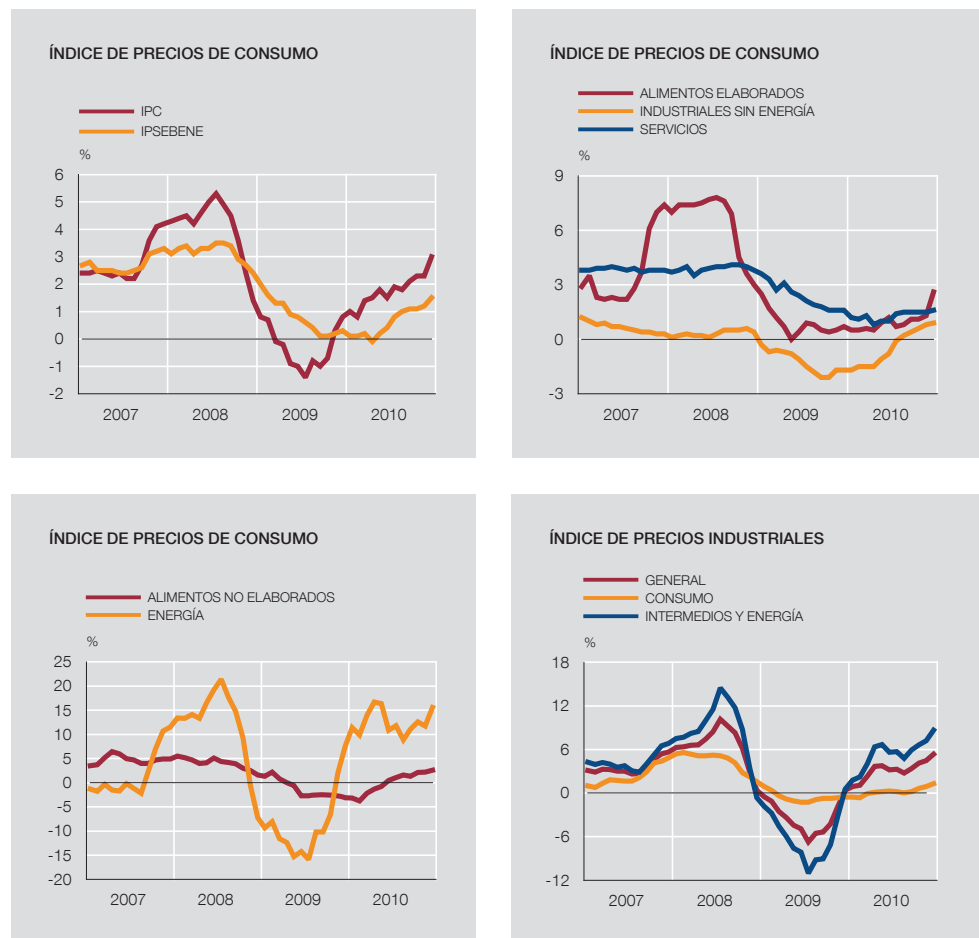 ÍNDICE DE PRECIOS DE CONSUMO
IPC
IPSEBENE
%
6
5
4
3
2
1
0
-1
-2
2007 2008 2009 2010
ÍNDICE DE PRECIOS DE CONSUMO
ALIMENTOS ELABORADOS
INDUSTRIALES SIN ENERGÍA
SERVICIOS
%
9
6
3
0
-3
2007 2008 2009 2010
ÍNDICE DE PRECIOS DE CONSUMO
ALIMENTOS NO ELABORADOS
ENERGÍA
%
25
20
15
10
5
0
-5
-10
-15
-20
2007 2008 2009 2010
ÍNDICE DE PRECIOS INDUSTRIALES
GENERAL
CONSUMO
INTERMEDIOS Y ENERGÍA
%
18
12
6
0
-6
-12
2007 2008 2009 2010